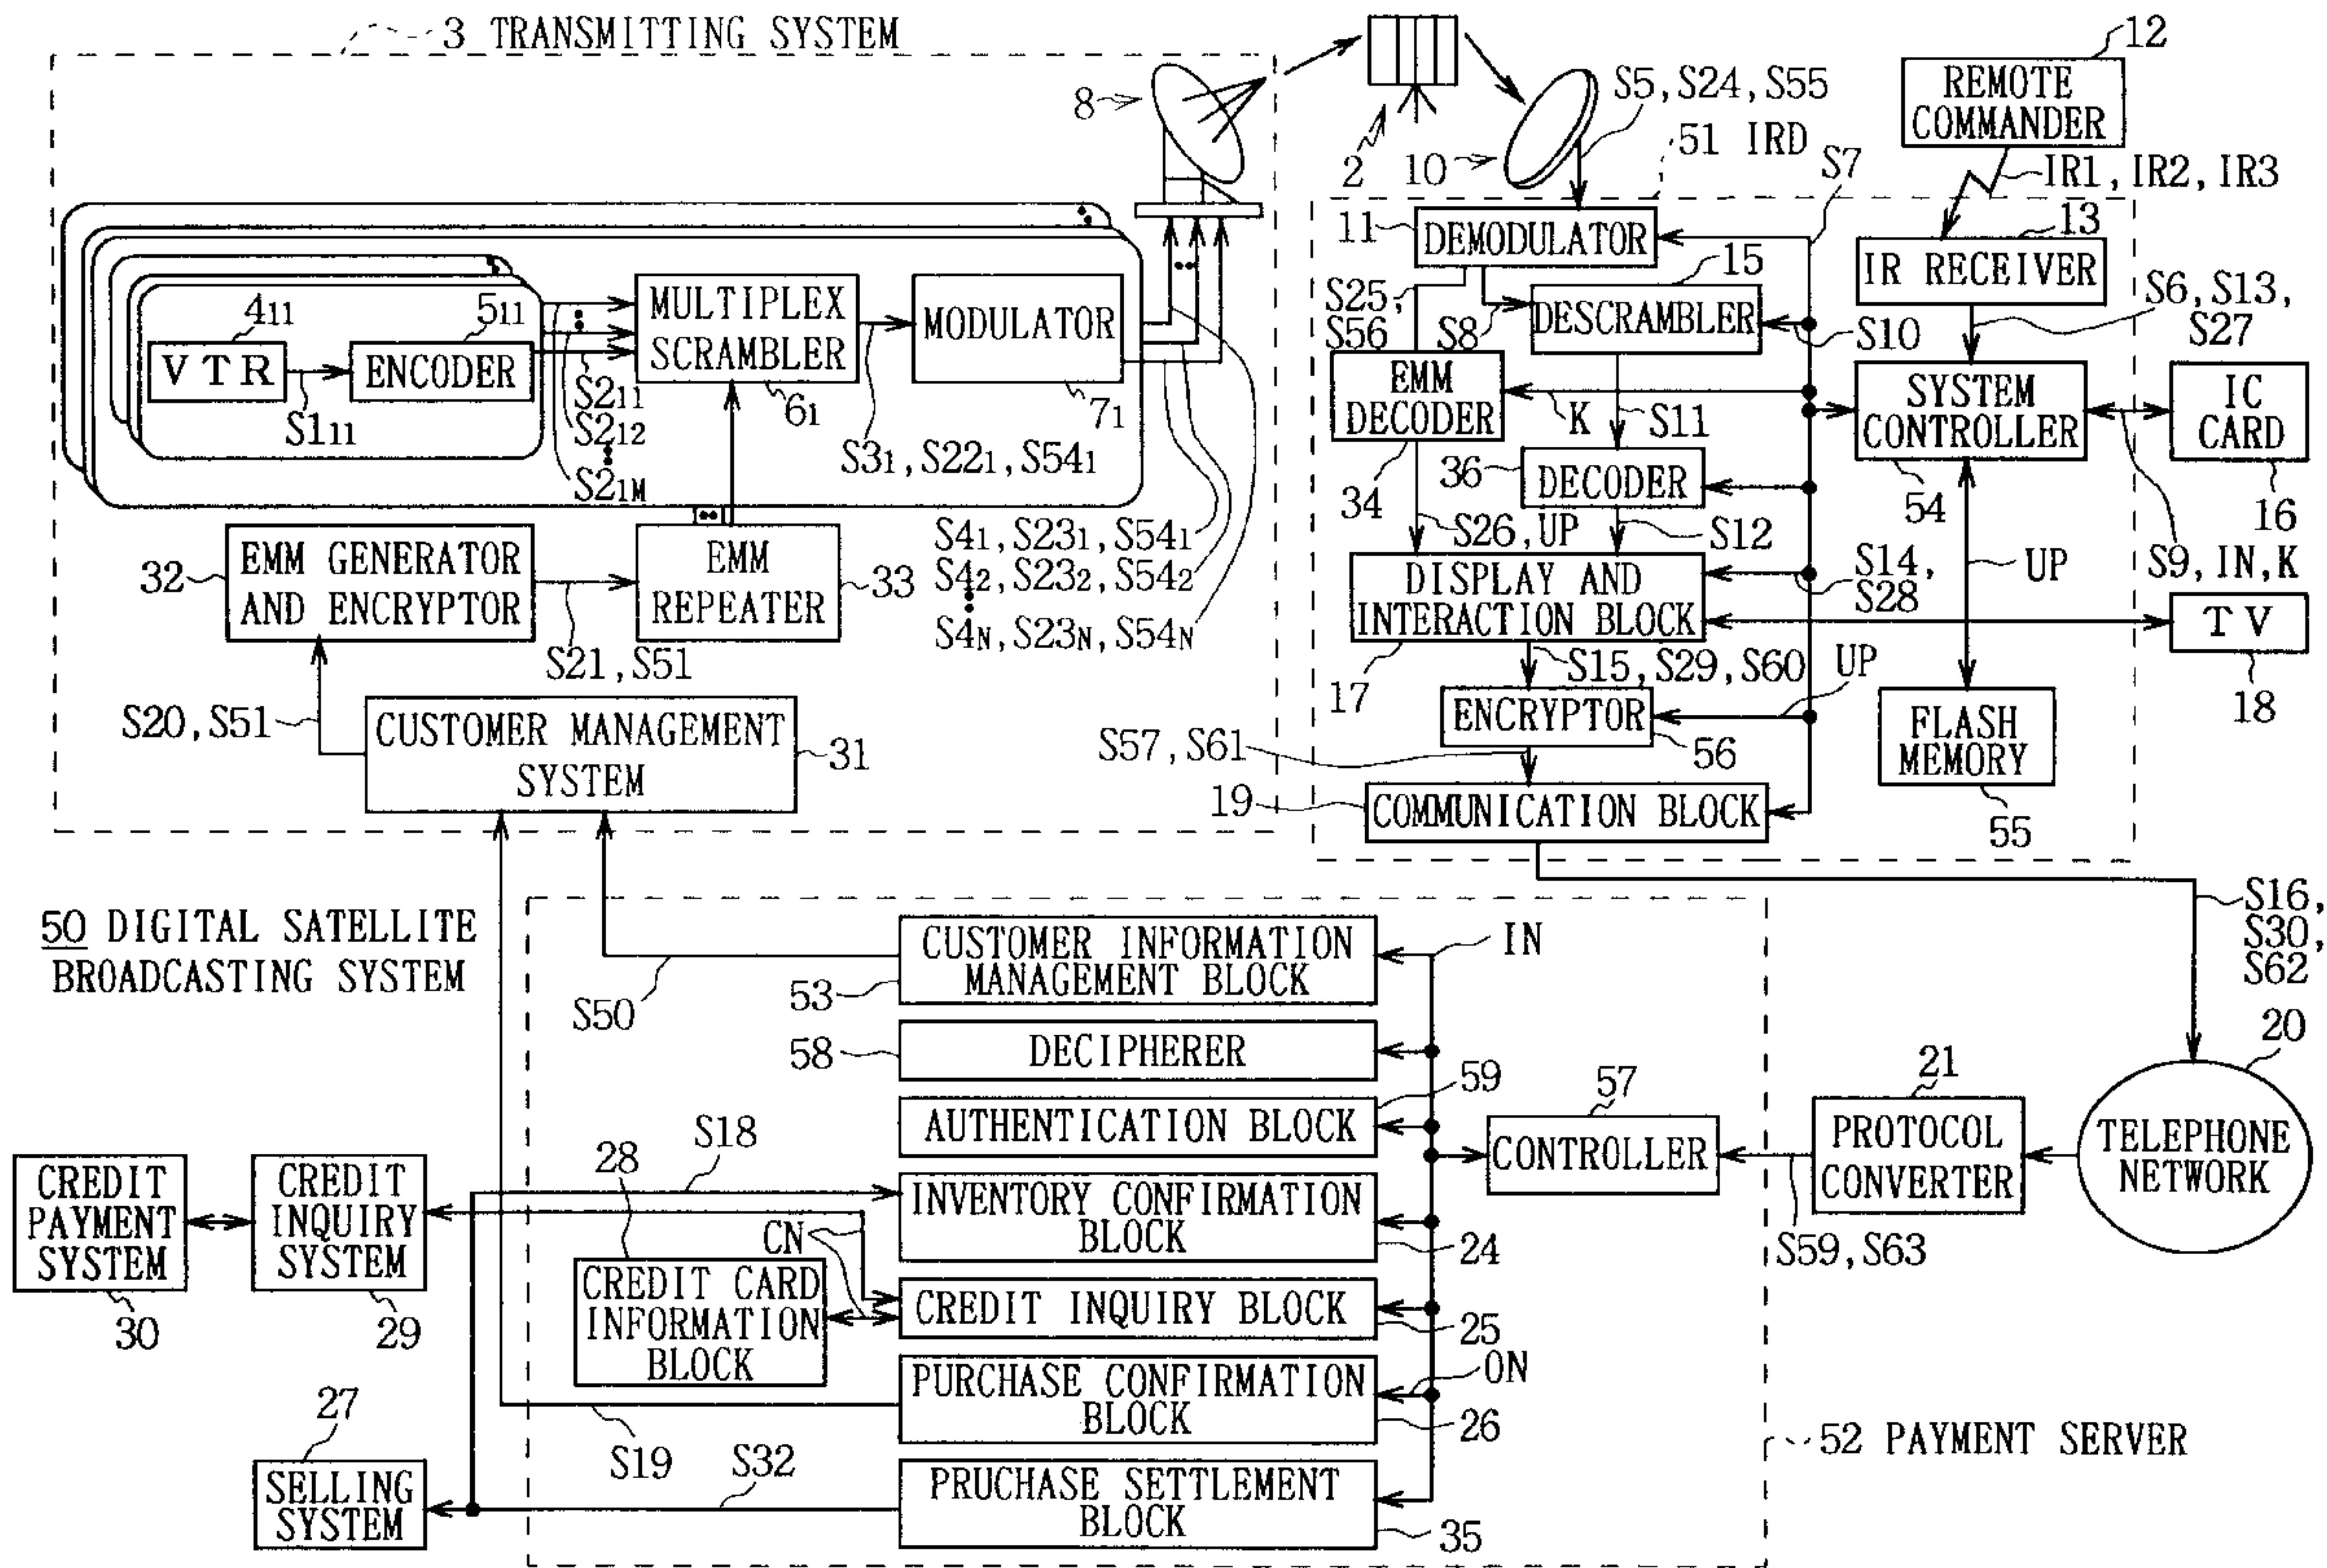 3 TRANSMITTING SYSTEM
8
2
10
S5, S24, S55
51 IRD
S7
12
REMOTE
COMMANDER
IR1, IR2, IR3
11
DEMODULATOR
13
IR RECEIVER
15
DESCRAMBLER
S25,
S56
S8
S10
S6, S13,
S27
411
VTR
S111
511
ENCODER
S211
S212
S21M
MULTIPLEX
SCRAMBLER
61
S31, S221, S541
MODULATOR
71
EMM
DECODER
34
K
S11
36
DECODER
SYSTEM
CONTROLLER
54
IC
CARD
16
S9, IN, K
S26, UP
S12
S41, S231, S541
S42, S232, S542
S4N, S23N, S54N
32
EMM GENERATOR
AND ENCRYPTOR
S21, S51
EMM
REPEATER
33
DISPLAY AND
INTERACTION BLOCK
17
S14,
S28
UP
TV
18
S15, S29, S60
UP
ENCRYPTOR
56
FLASH
MEMORY
55
S20, S51
CUSTOMER MANAGEMENT
SYSTEM
31
S57, S61
19
COMMUNICATION BLOCK
S16,
S30,
S62
50 DIGITAL SATELLITE
BROADCASTING SYSTEM
S50
CUSTOMER INFORMATION
MANAGEMENT BLOCK
53
IN
58
DECIPHERER
59
AUTHENTICATION BLOCK
57
CONTROLLER
21
PROTOCOL
CONVERTER
S59, S63
20
TELEPHONE
NETWORK
S18
28
CN
CREDIT
PAYMENT
SYSTEM
30
CREDIT
INQUIRY
SYSTEM
29
INVENTORY CONFIRMATION
BLOCK
24
CREDIT CARD
INFORMATION
BLOCK
CREDIT INQUIRY BLOCK
25
ON
PURCHASE CONFIRMATION
BLOCK
26
S19
S32
27
SELLING
SYSTEM
PRUCHASE SETTLEMENT
BLOCK
35
52 PAYMENT SERVER